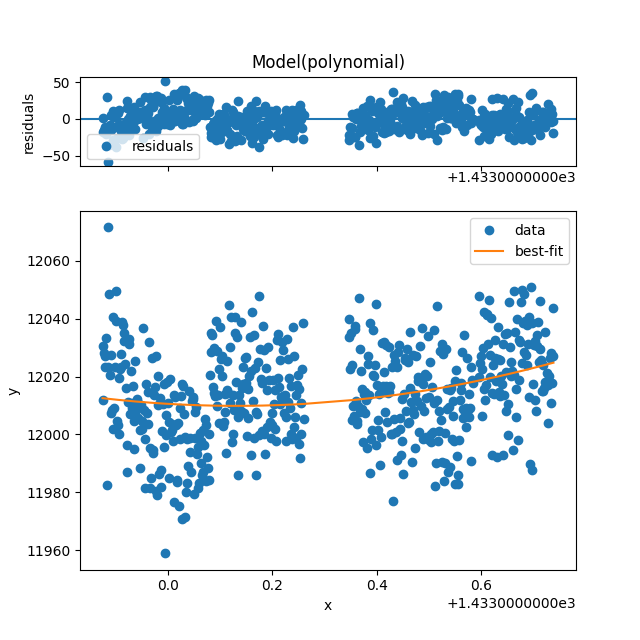 Model(polynomial)
residuals
50
0
−50
residuals
+1.4330000000e3
y
12060
12040
12020
12000
11980
11960
data
best-fit
0.0 0.2 0.4 0.6
x
+1.4330000000e3